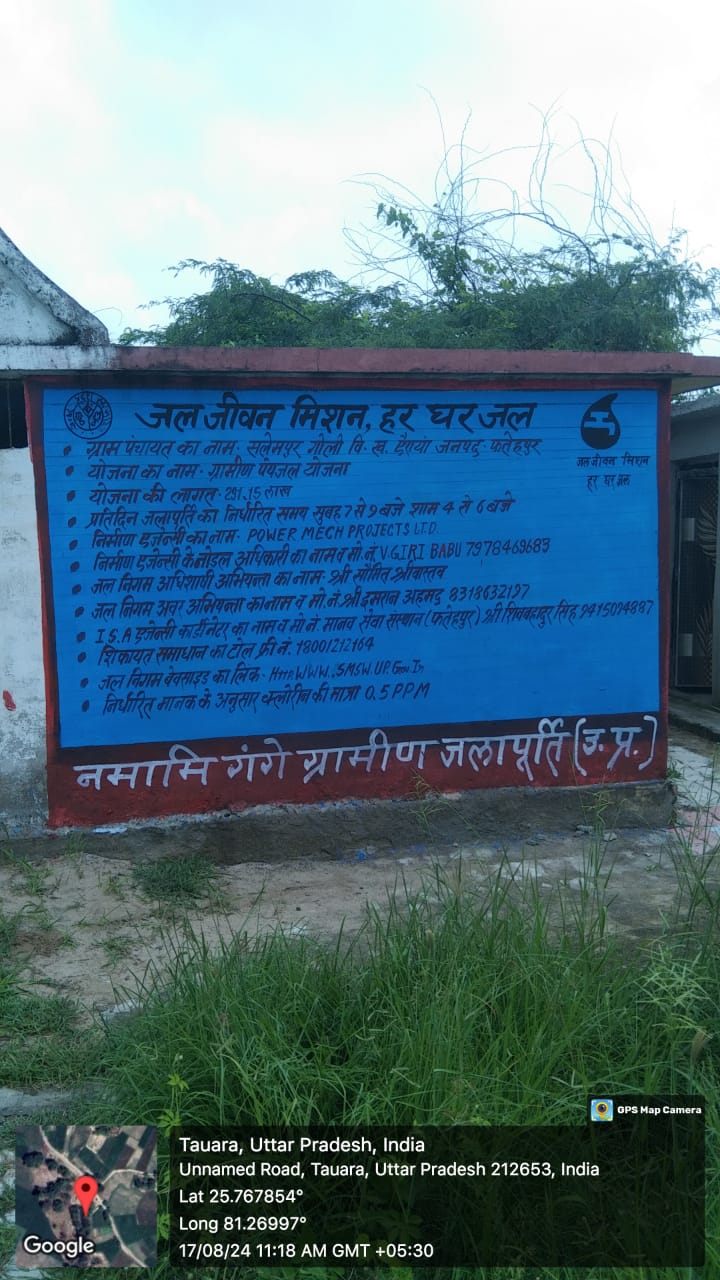 जल जीवन मिशन, हर घर जल
ग्राम पंचायत का नाम- सलेमपुर गोली वि. ख. ऐरायां जनपद- फतेहपुर
योजना का नाम- ग्रामीण पेयजल योजना
योजना की लागत- 291.15 लाख
प्रतिदिन जलापूर्ति का निर्धारित समय सुबह 7 से 9 बजे शाम 4 से 6 बजे
निर्माण एजेन्सी का नाम- POWER MECH PROJECTS LTD.
निर्माण एजेन्सी के नोडल अधिकारी का नाम व मो. नं. V.GIRI BABU 7978469683
जल निगम अधिशाषी अभियन्ता का नाम- श्री सौमित श्रीवास्तव
जल निगम अवर अभियन्ता का नाम व मो. नं. श्री इमरान अहमद 8318632197
I.S.A एजेन्सी कार्डीनेटर का नाम व मो. नं. मानव सेवा संस्थान (फतेहपुर) श्री शिवबहादुर सिंह 9415094887
शिकायत समाधान का टोल फ्री नं. 18001212164
जल निगम वेवसाइड का लिंक- Http.WWW.SMSW.UP.Gov.In
निर्धारित मानक के अनुसार क्लोरीन की मात्रा 0.5 PPM
जल जीवन मिशन
हर घर जल
नमामि गंगे ग्रामीण जलापूर्ति (उ. प्र.)
GPS Map Camera
Tauara, Uttar Pradesh, India
Unnamed Road, Tauara, Uttar Pradesh 212653, India
Lat 25.767854°
Long 81.26997°
17/08/24 11:18 AM GMT +05:30
Google